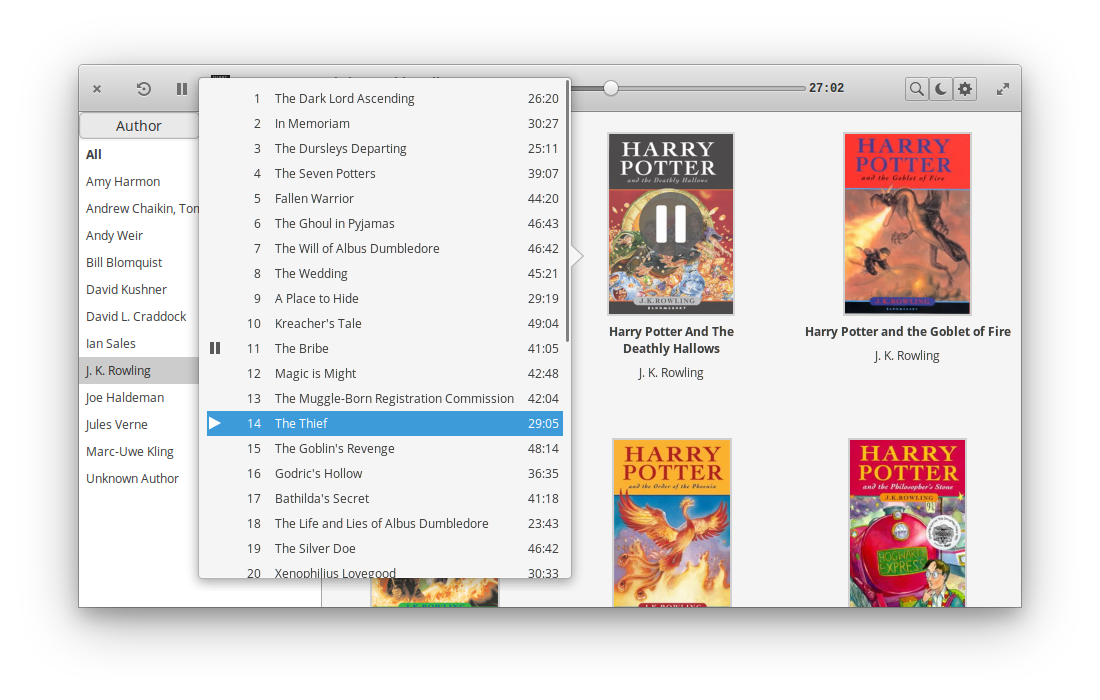 27:02
Author
All
Amy Harmon
Andrew Chaikin, Ton
Andy Weir
Bill Blomquist
David Kushner
David L. Craddock
Ian Sales
J. K. Rowling
Joe Haldeman
Jules Verne
Marc-Uwe Kling
Unknown Author
1 The Dark Lord Ascending 26:20
2 In Memoriam 30:27
3 The Dursleys Departing 25:11
4 The Seven Potters 39:07
5 Fallen Warrior 44:20
6 The Ghoul in Pyjamas 46:43
7 The Will of Albus Dumbledore 46:42
8 The Wedding 45:21
9 A Place to Hide 29:19
10 Kreacher's Tale 49:04
11 The Bribe 41:05
12 Magic is Might 42:48
13 The Muggle-Born Registration Commission 42:04
14 The Thief 29:05
15 The Goblin's Revenge 48:14
16 Godric's Hollow 36:35
17 Bathilda's Secret 41:18
18 The Life and Lies of Albus Dumbledore 23:43
19 The Silver Doe 46:42
20 Xenophilius Lovegood 30:33
HARRY
POTTER
and the Deathly Hallows
J.K.ROWLING
BLOOMSBURY
Harry Potter And The
Deathly Hallows
J. K. Rowling
HARRY
POTTER
and the Goblet of Fire
J.K.ROWLING
Harry Potter and the Goblet of Fire
J. K. Rowling
J.K.ROWLING
HARRY
POTTER
and the Order of the Phoenix
J.K.ROWLING
HARRY
POTTER
and the Philosopher's Stone
J.K.ROWLING
HOGWARTS
EXPRESS